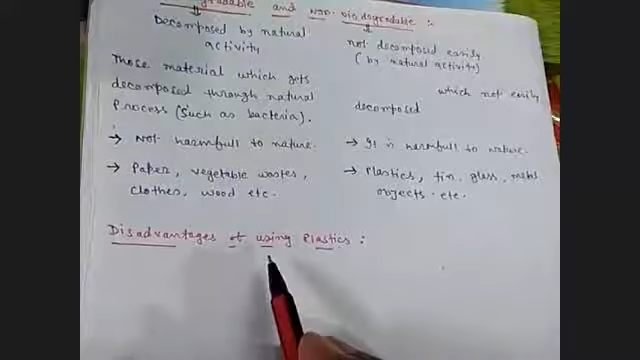 and non biodegradable :
Decomposed by natural
activity
not decomposed easily
(by natural activity)
Those material which gets
decomposed through natural
Process (Such as bacteria).
which not easily
decomposed
→ Not harmfull to nature.
→ It is harmfull to nature.
→ Paper, vegetable wastes,
clothes, wood etc.
→ Plastics, tin, glass, metal
objects. etc.
Disadvantages of using Plastics :